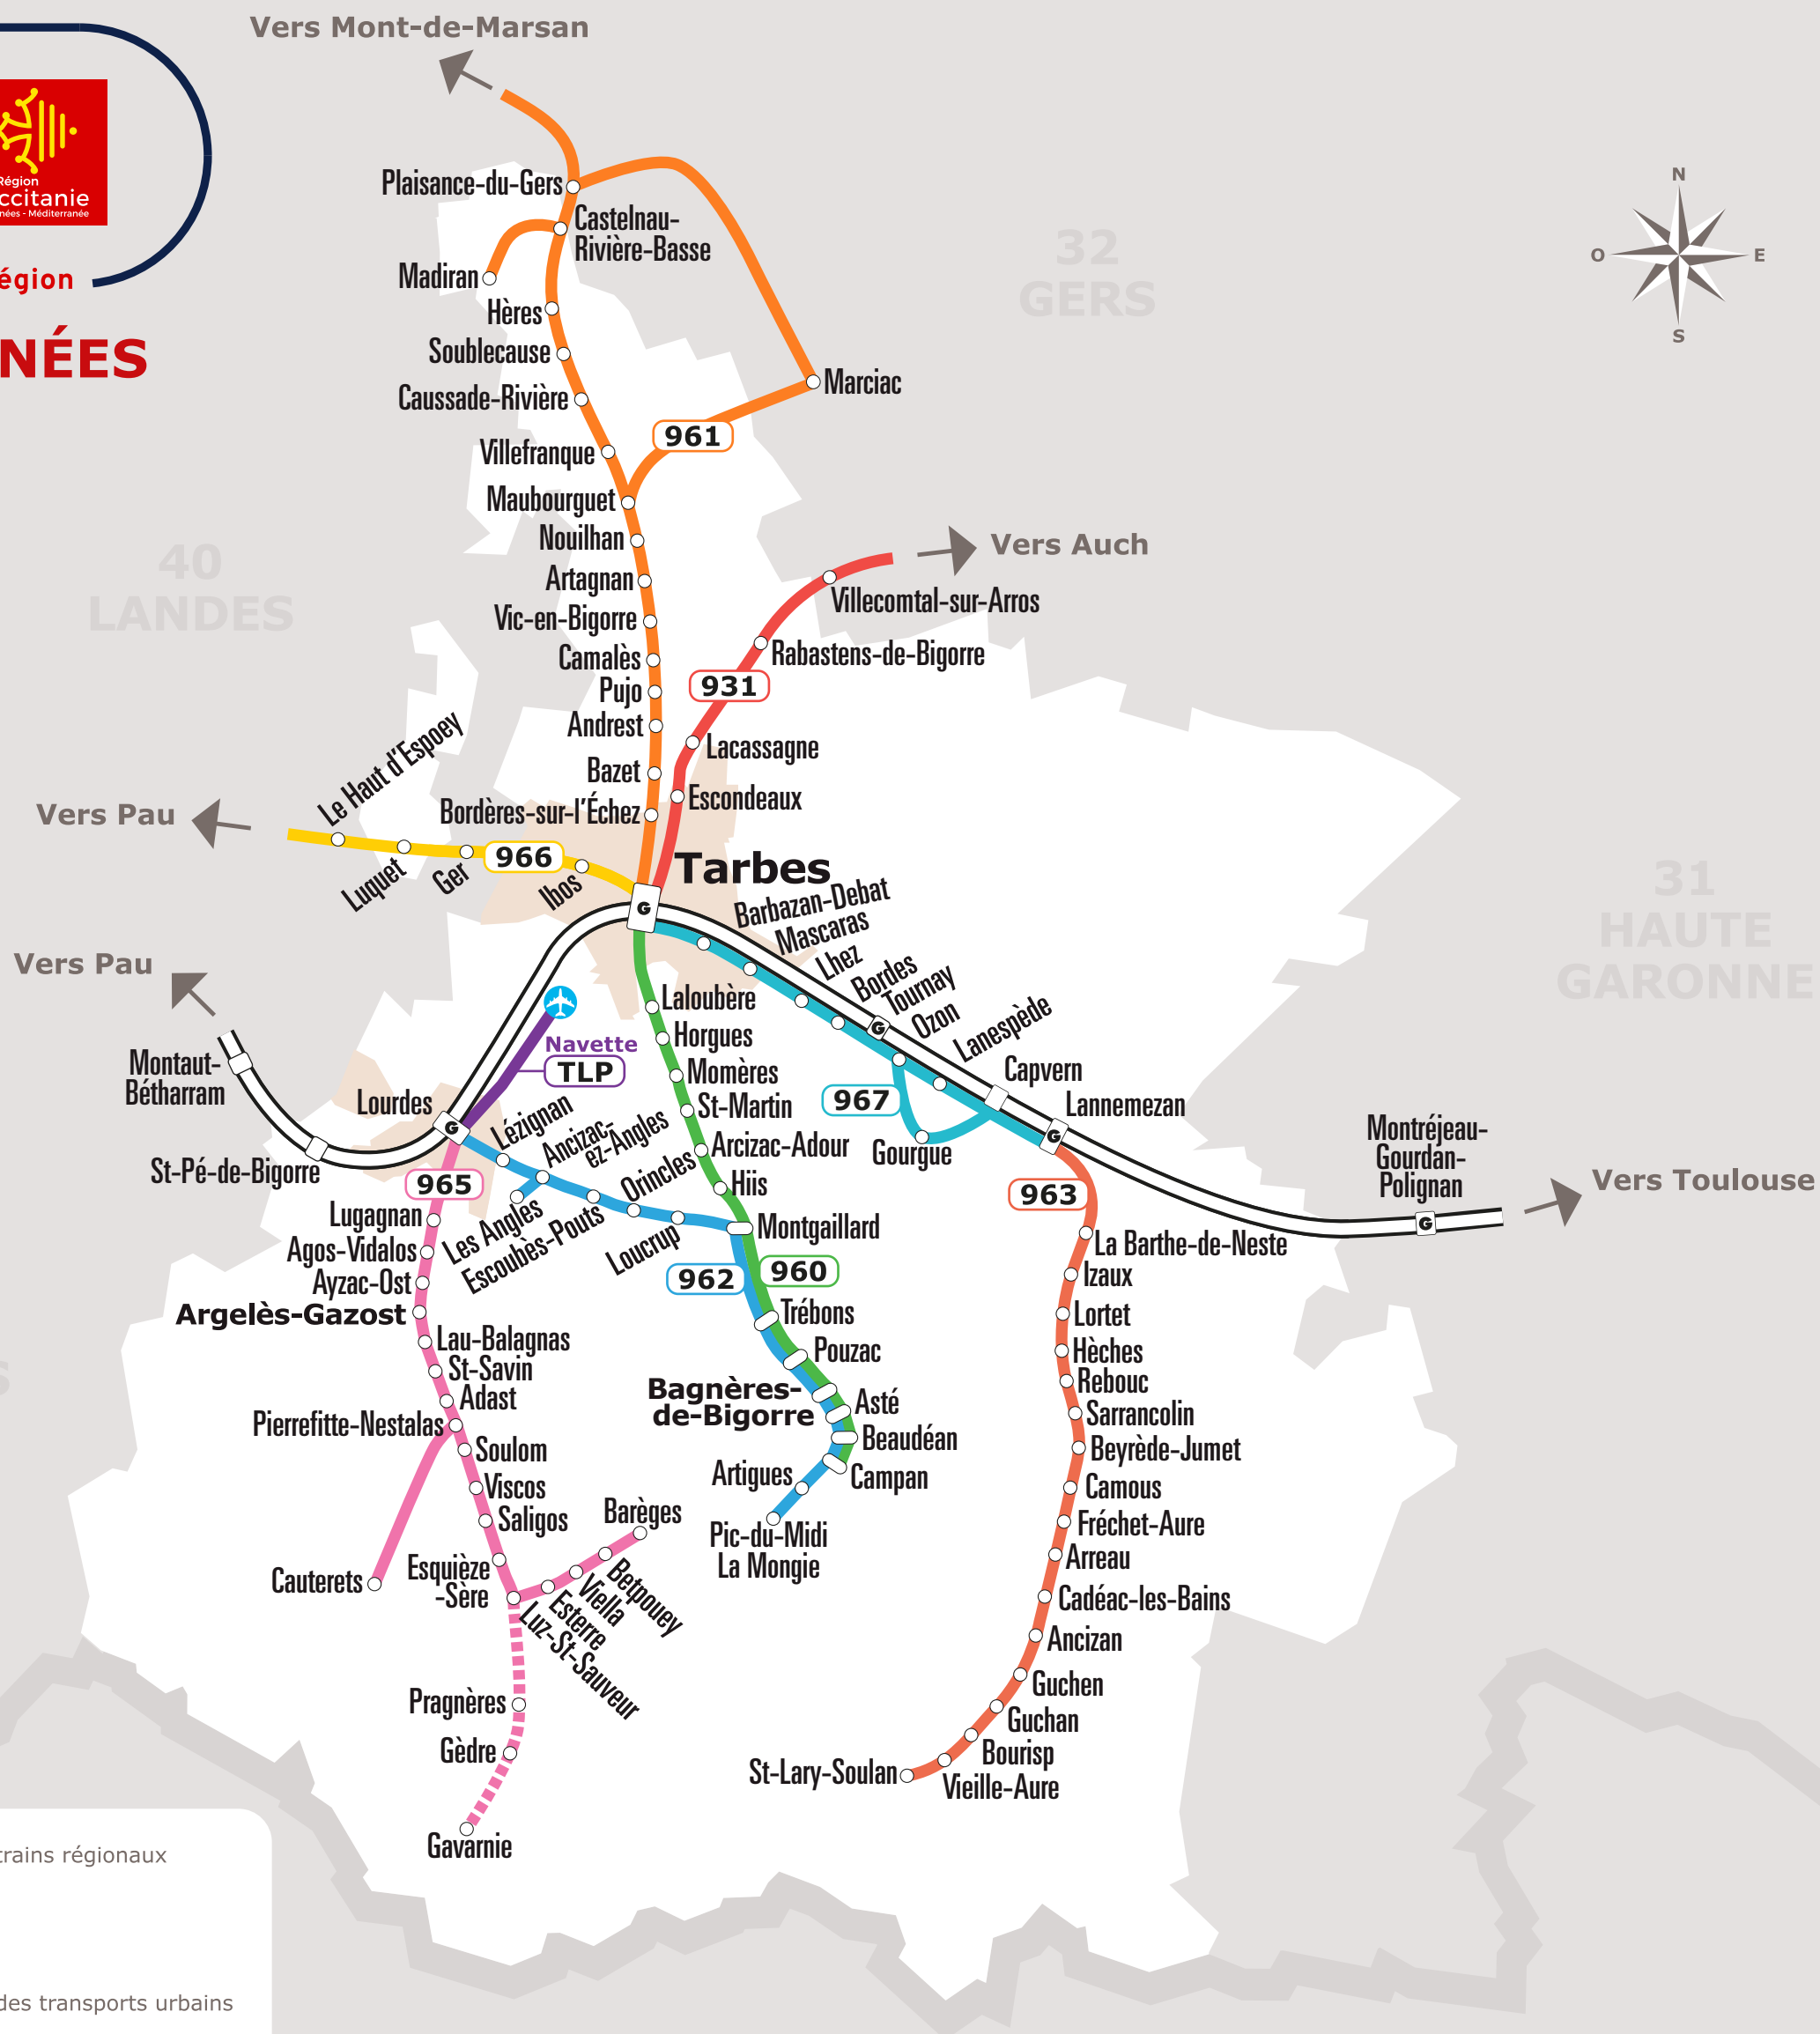 Vers Mont-de-Marsan
Région
ccitanie
nées - Méditerranée
égion
NÉES
N
O
E
S
32
GERS
40
LANDES
31
HAUTE
GARONNE
Plaisance-du-Gers
Castelnau-
Rivière-Basse
Madiran
Hères
Soublecause
Caussade-Rivière
Marciac
961
Villefranque
Maubourguet
Nouilhan
Artagnan
Vic-en-Bigorre
Camalès
Pujo
Andrest
Bazet
Bordères-sur-l'Échez
Vers Auch
Villecomtal-sur-Arros
Rabastens-de-Bigorre
931
Lacassagne
Escondeaux
Vers Pau
Le Haut d'Espoey
Luquet
Ger
966
Ibos
Tarbes
G
Barbazan-Debat
Mascaras
Lhez
Bordes
Tournay
G
Ozon
Lanespède
Capvern
Lannemezan
G
967
Gourgue
Montréjeau-
Gourdan-
Polignan
G
Vers Toulouse
Vers Pau
Montaut-
Bétharram
St-Pé-de-Bigorre
Lourdes
G
Navette
TLP
Laloubère
Horgues
Momères
St-Martin
Arcizac-Adour
Hiis
Montgaillard
Lézignan
Ancizac-
ez-Angles
Les Angles
Escoubès-Pouts
Orincles
Loucrup
962
960
Trébons
Pouzac
Bagnères-
de-Bigorre
Asté
Beaudéan
Campan
Artigues
Pic-du-Midi
La Mongie
965
Lugagnan
Agos-Vidalos
Ayzac-Ost
Argelès-Gazost
Lau-Balagnas
St-Savin
Adast
Pierrefitte-Nestalas
Soulom
Viscos
Saligos
Cauterets
Esquièze
-Sère
Barèges
Betpouey
Viella
Esterre
Luz-St-Sauveur
Pragnères
Gèdre
Gavarnie
963
La Barthe-de-Neste
Izaux
Lortet
Hèches
Rebouc
Sarrancolin
Beyrède-Jumet
Camous
Fréchet-Aure
Arreau
Cadéac-les-Bains
Ancizan
Guchen
Guchan
Bourisp
Vieille-Aure
St-Lary-Soulan
S
trains régionaux
des transports urbains